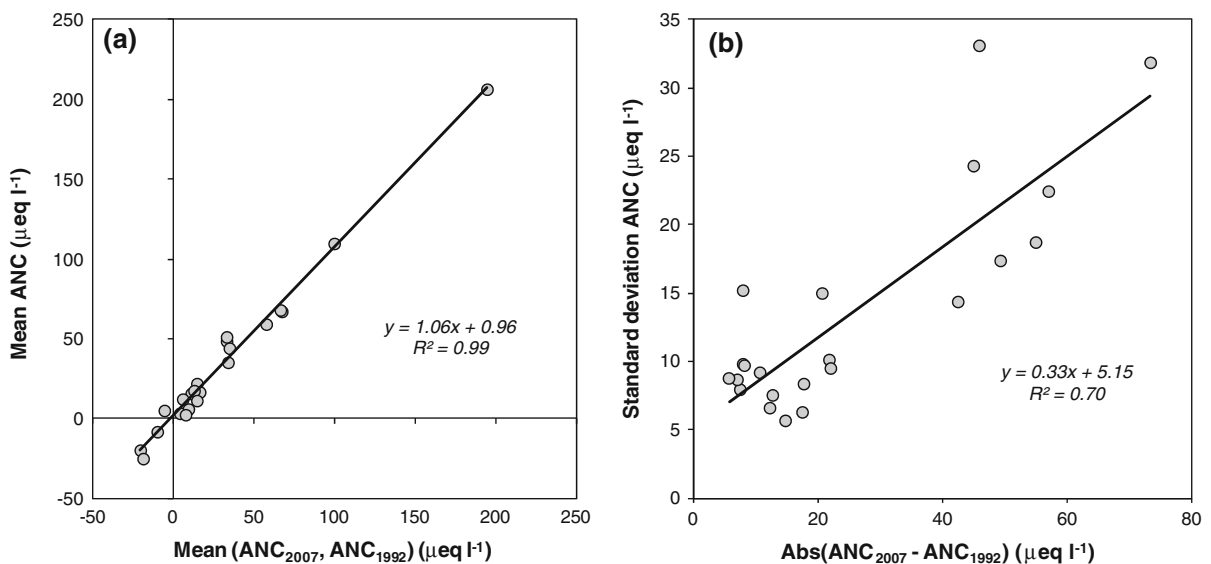 (a)
250
200
150
100
50
0
-50
-50 0 50 100 150 200 250
Mean ANC (µeq l-1)
Mean (ANC2007, ANC1992) (µeq l-1)
y = 1.06x + 0.96
R² = 0.99
(b)
35
30
25
20
15
10
5
0
0 20 40 60 80
Standard deviation ANC (µeq l-1)
Abs(ANC2007 - ANC1992) (µeq l-1)
y = 0.33x + 5.15
R² = 0.70